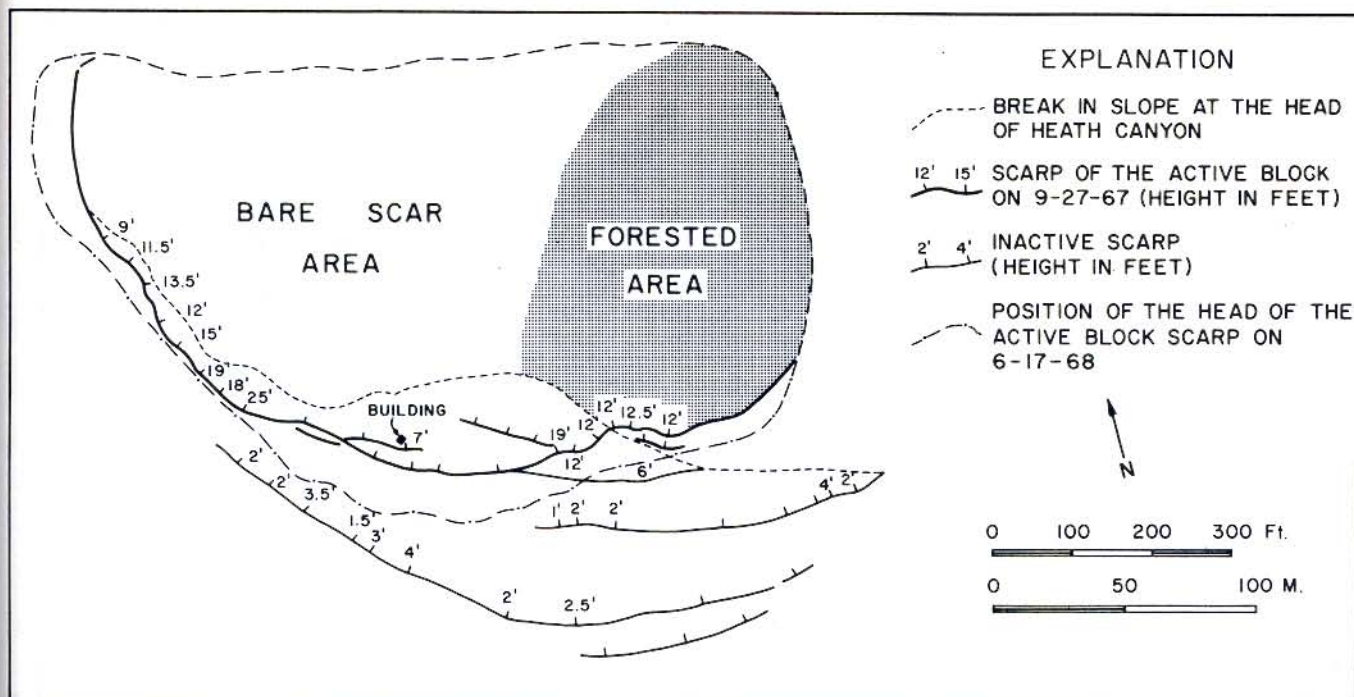 EXPLANATION
BREAK IN SLOPE AT THE HEAD
OF HEATH CANYON
12' 15'
SCARP OF THE ACTIVE BLOCK
ON 9-27-67 (HEIGHT IN FEET)
2' 4'
INACTIVE SCARP
(HEIGHT IN FEET)
POSITION OF THE HEAD OF THE
ACTIVE BLOCK SCARP ON
6-17-68
N
0 100 200 300 Ft.
0 50 100 M.
BARE SCAR
AREA
FORESTED
AREA
9'
11.5'
13.5'
12'
15'
19'
18'
25'
BUILDING
7'
19'
12'
12'
12'
12.5'
12'
6'
2'
2'
3.5'
1.5'
3'
4'
2'
2.5'
1' 2' 2'
4' 2'